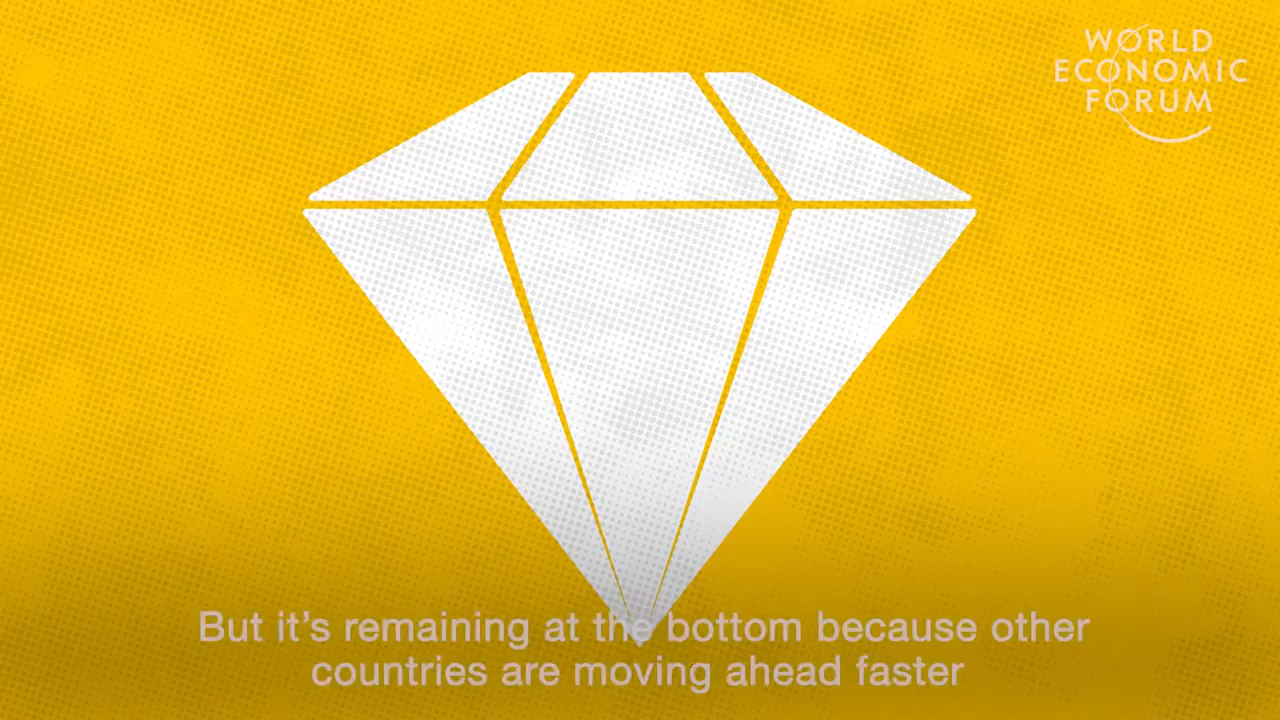 WORLD
ECONOMIC
FORUM
But it's remaining at the bottom because other
countries are moving ahead faster